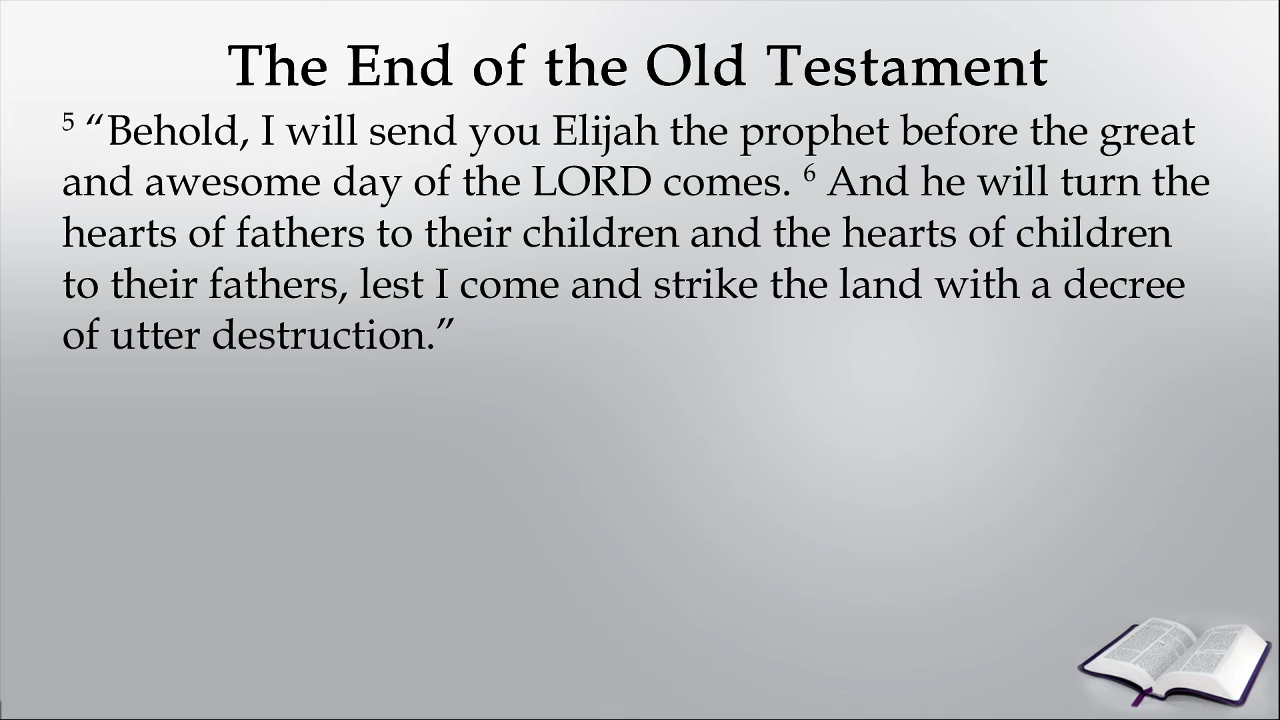 The End of the Old Testament
⁵ “Behold, I will send you Elijah the prophet before the great
and awesome day of the LORD comes. ⁶ And he will turn the
hearts of fathers to their children and the hearts of children
to their fathers, lest I come and strike the land with a decree
of utter destruction.”